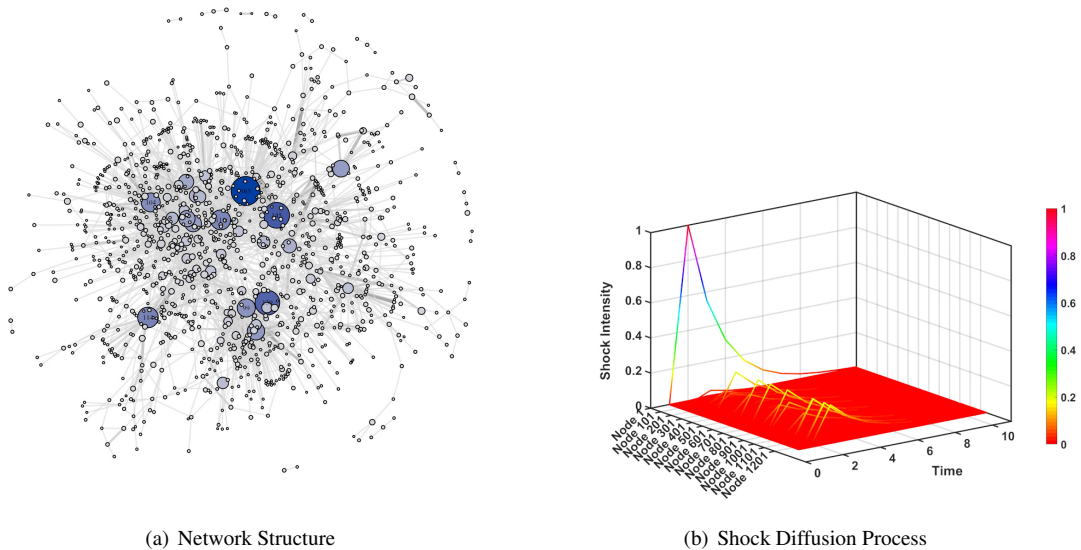 1
0.8
0.6
0.4
0.2
0
Shock Intensity
Node 1
Node 101
Node 201
Node 301
Node 401
Node 501
Node 601
Node 701
Node 801
Node 901
Node 1001
Node 1101
Node 1201
0
2
4
6
8
10
Time
1
0.8
0.6
0.4
0.2
0
(a) Network Structure
(b) Shock Diffusion Process